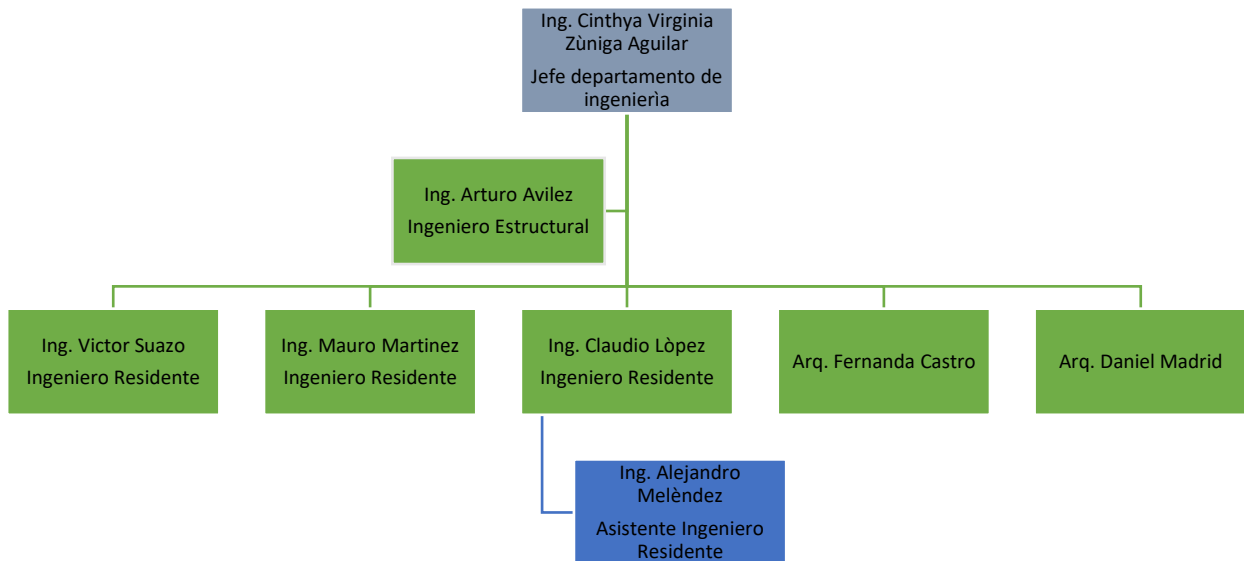 Ing. Cinthya Virginia
Zùniga Aguilar
Jefe departamento de
ingenierìa
Ing. Arturo Avilez
Ingeniero Estructural
Ing. Victor Suazo
Ingeniero Residente
Ing. Mauro Martinez
Ingeniero Residente
Ing. Claudio Lòpez
Ingeniero Residente
Arq. Fernanda Castro
Arq. Daniel Madrid
Ing. Alejandro
Melèndez
Asistente Ingeniero
Residente